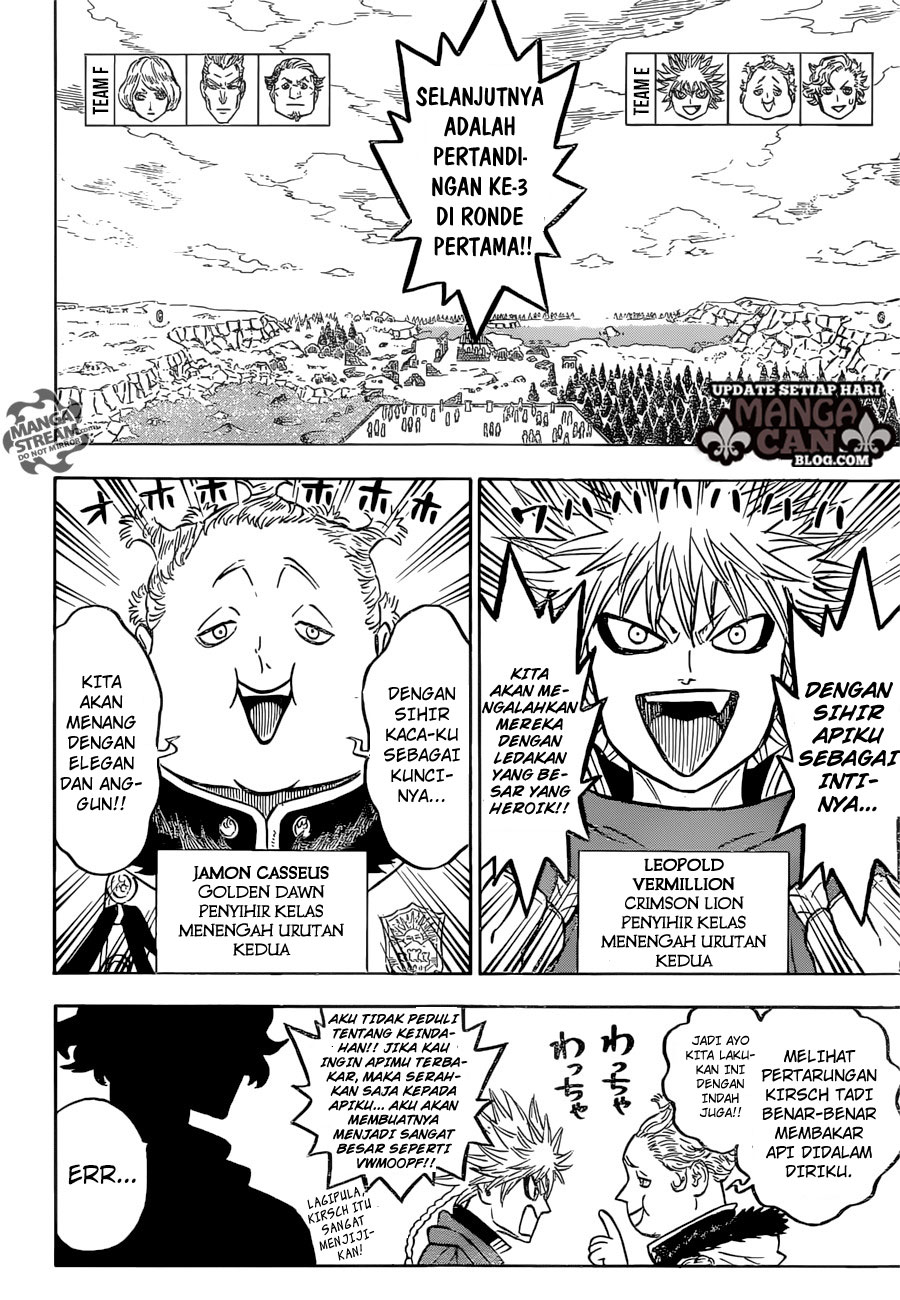 TEAM F
TEAM E
SELANJUTNYA
ADALAH
PERTANDI-
NGAN KE-3
DI RONDE
PERTAMA!!
UPDATE SETIAP HARI
MANGA
CAN
BLOG.COM
MANGA
STREAM.COM
DO NOT MIRROR
ワハハハハハハ
DENGAN
SIHIR
APIKU
SEBAGAI
INTI-
NYA...
KITA
AKAN ME-
NGALAHKAN
MEREKA
DENGAN
LEDAKAN
YANG BE-
SAR YANG
HEROIK!!
LEOPOLD
VERMILLION
CRIMSON LION
PENYIHIR KELAS
MENENGAH URUTAN
KEDUA
オホホホホホ
DENGAN
SIHIR
KACA-KU
SEBAGAI
KUNCI-
NYA...
KITA
AKAN
MENANG
DENGAN
ELEGAN
DAN ANG-
GUN!!
JAMON CASSEUS
GOLDEN DAWN
PENYIHIR KELAS
MENENGAH URUTAN
KEDUA
MELIHAT
PERTARUNGAN
KIRSCH TADI
BENAR-BENAR
MEMBAKAR
API DIDALAM
DIRIKU.
JADI AYO
KITA LAKU-
KAN INI
DENGAN
INDAH
JUGA!!
わっちゃ
わっちゃ
AKU TIDAK PEDULI
TENTANG KEINDA-
HAN!! JIKA KAU
INGIN APIMU TERBA-
KAR, MAKA SERAH-
KAN SAJA KEPADA
APIKU... AKU AKAN
MEMBUATNYA
MENJADI SANGAT
BESAR SEPERTI
VWMOOPF!!
LAGIPULA,
KIRSCH ITU
SANGAT
MENJIJI-
KAN!
ERR...